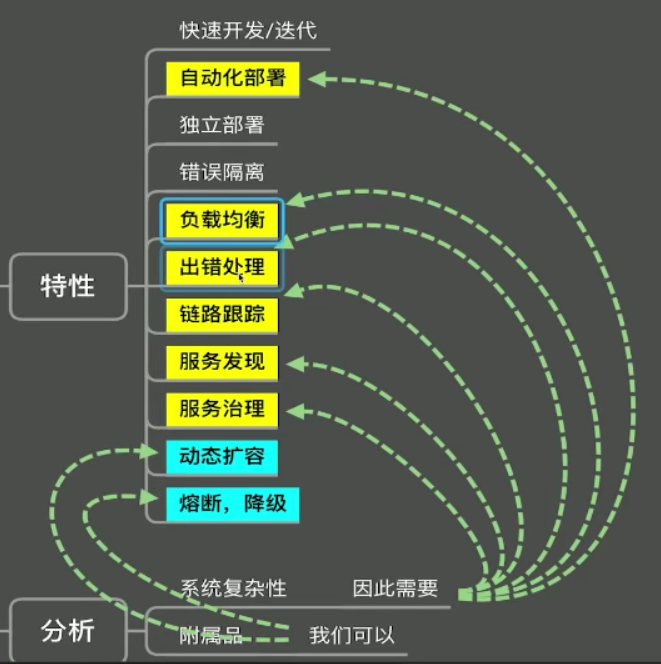 快速开发/迭代
自动化部署
独立部署
错误隔离
负载均衡
出错处理
特性
链路跟踪
服务发现
服务治理
动态扩容
熔断，降级
系统复杂性 因此需要
分析
附属品 我们可以